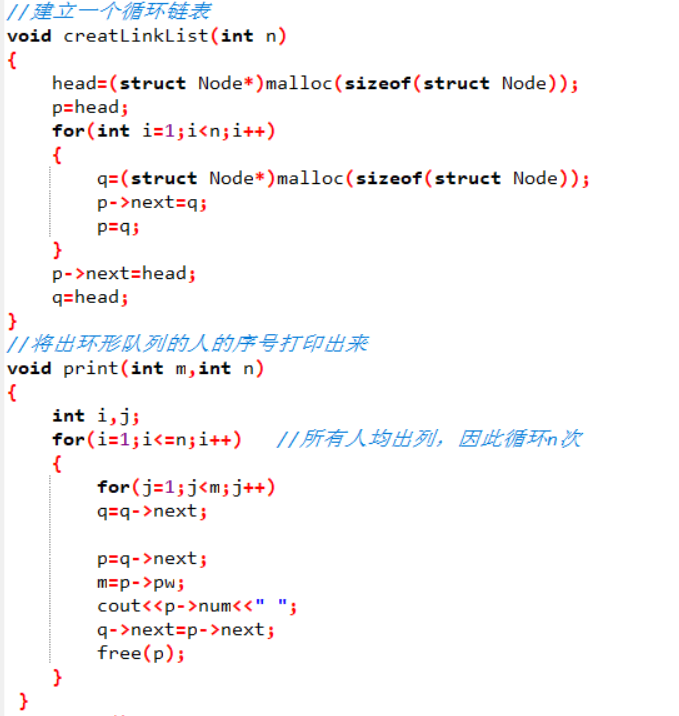 //建立一个循环链表
void creatLinkList(int n)
{
    head=(struct Node*)malloc(sizeof(struct Node));
    p=head;
    for(int i=1;i<n;i++)
    {
        q=(struct Node*)malloc(sizeof(struct Node));
        p->next=q;
        p=q;
    }
    p->next=head;
    q=head;
}
//将出环形队列的人的序号打印出来
void print(int m,int n)
{
    int i,j;
    for(i=1;i<=n;i++)   //所有人均出列，因此循环n次
    {
        for(j=1;j<m;j++)
        q=q->next;

        p=q->next;
        m=p->pw;
        cout<<p->num<<" ";
        q->next=p->next;
        free(p);
    }
}